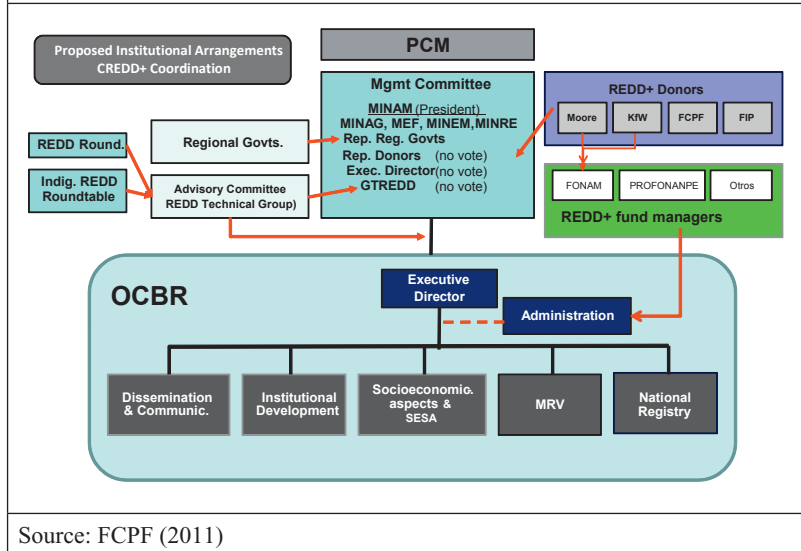 Proposed Institutional Arrangements
CREDD+ Coordination
PCM
Mgmt Committee
MINAM (President)
MINAG, MEF, MINEM,MINRE
Rep. Reg. Govts
Rep. Donors (no vote)
Exec. Director(no vote)
GTREDD (no vote)
REDD+ Donors
Moore
KfW
FCPF
FIP
REDD Round.
Indig. REDD
Roundtable
Regional Govts.
Advisory Committee
REDD Technical Group)
FONAM
PROFONANPE
Otros
REDD+ fund managers
OCBR
Executive
Director
Administration
Dissemination
& Communic.
Institutional
Development
Socioeconomic.
aspects &
SESA
MRV
National
Registry
Source: FCPF (2011)